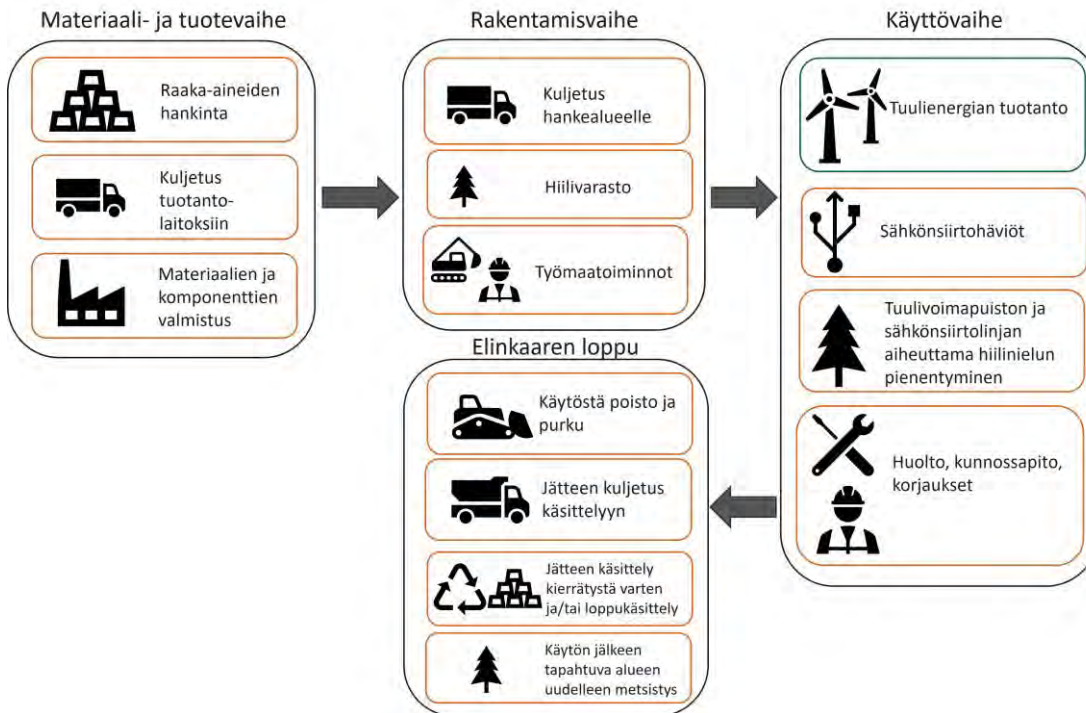 Materiaali- ja tuotevaihe
Raaka-aineiden
hankinta
Kuljetus
tuotanto-
laitoksiin
Materiaalien ja
komponenttien
valmistus
Rakentamisvaihe
Kuljetus
hankealueelle
Hiilivarasto
Työmaatoiminnot
Käyttövaihe
Tuulienergian tuotanto
Sähkönsiirtohäviöt
Tuulivoimapuiston ja
sähkönsiirtolinjan
aiheuttama hiilinielun
pienentyminen
Huolto, kunnossapito,
korjaukset
Elinkaaren loppu
Käytöstä poisto ja
purku
Jätteen kuljetus
käsittelyyn
Jätteen käsittely
kierrätystä varten
ja/tai loppukäsittely
Käytön jälkeen
tapahtuva alueen
uudelleen metsistys